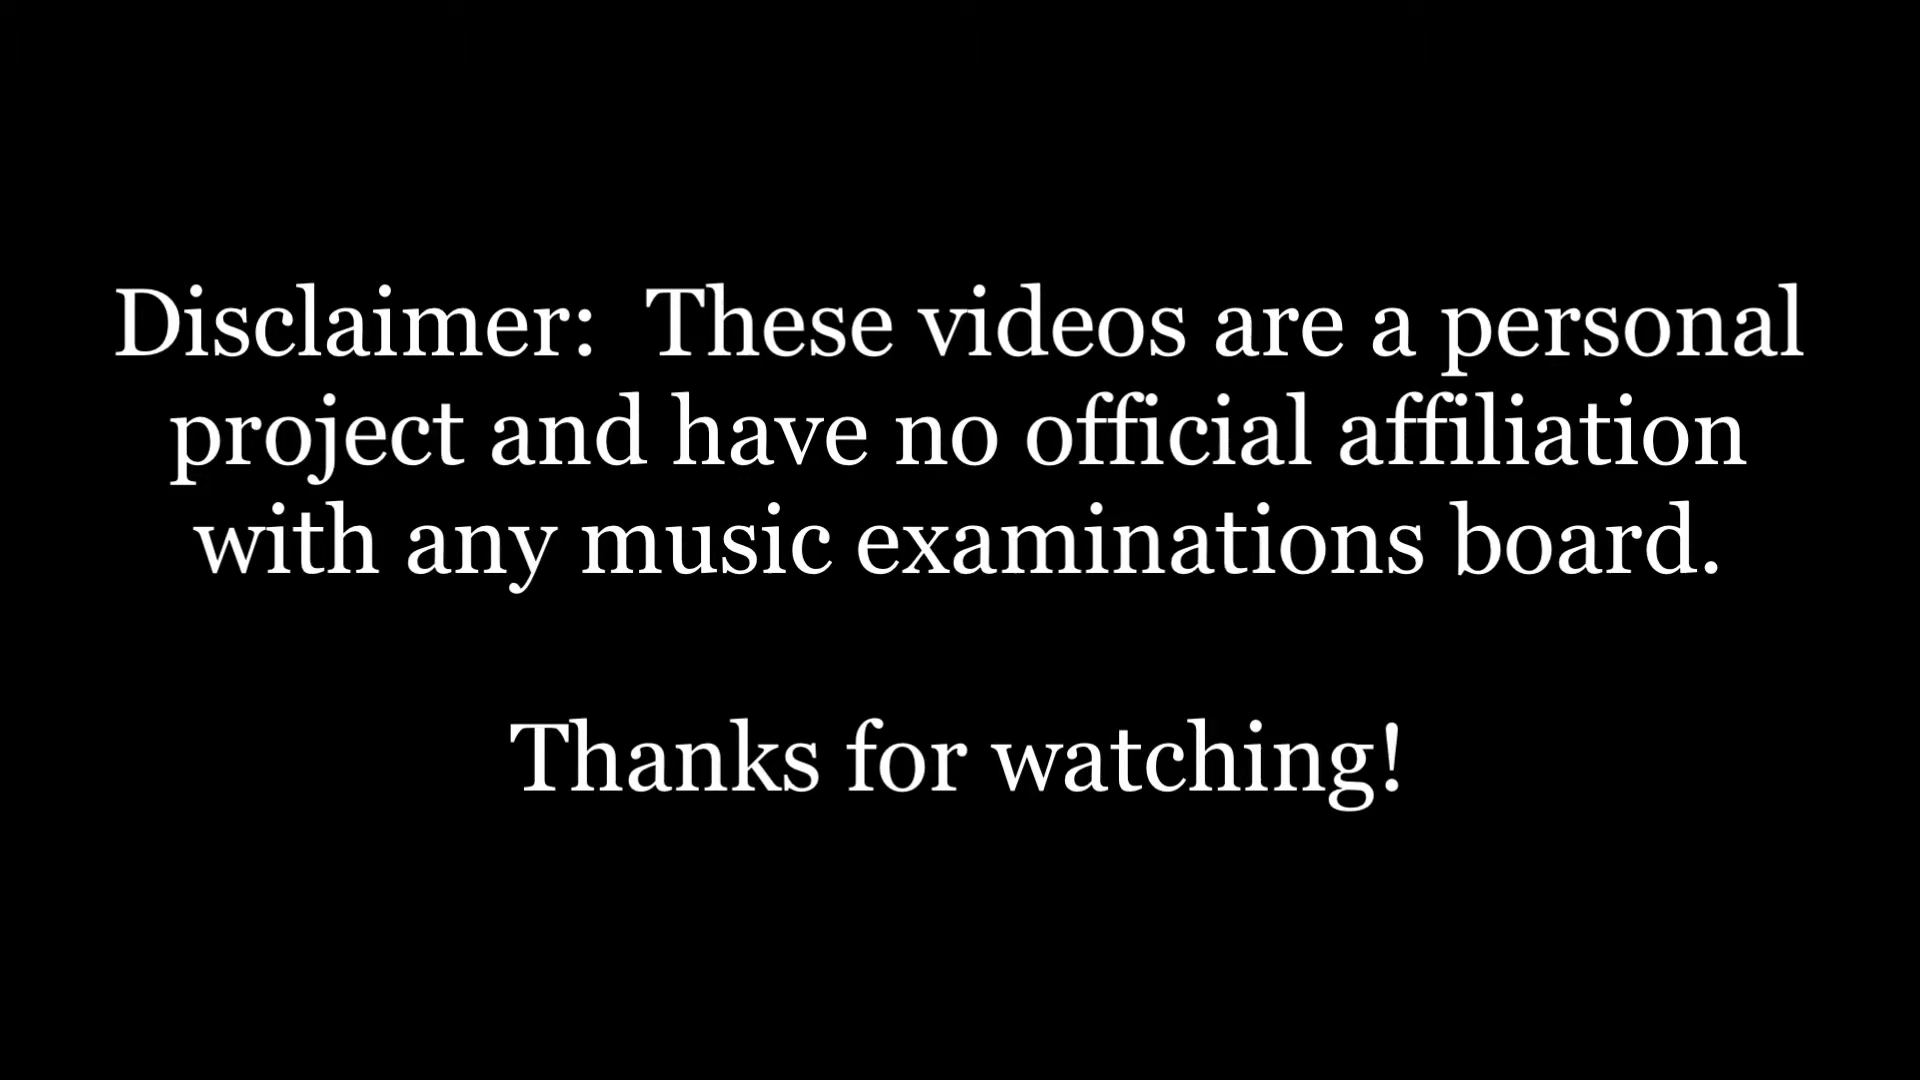 Disclaimer:  These videos are a personal
project and have no official affiliation
with any music examinations board.
Thanks for watching!